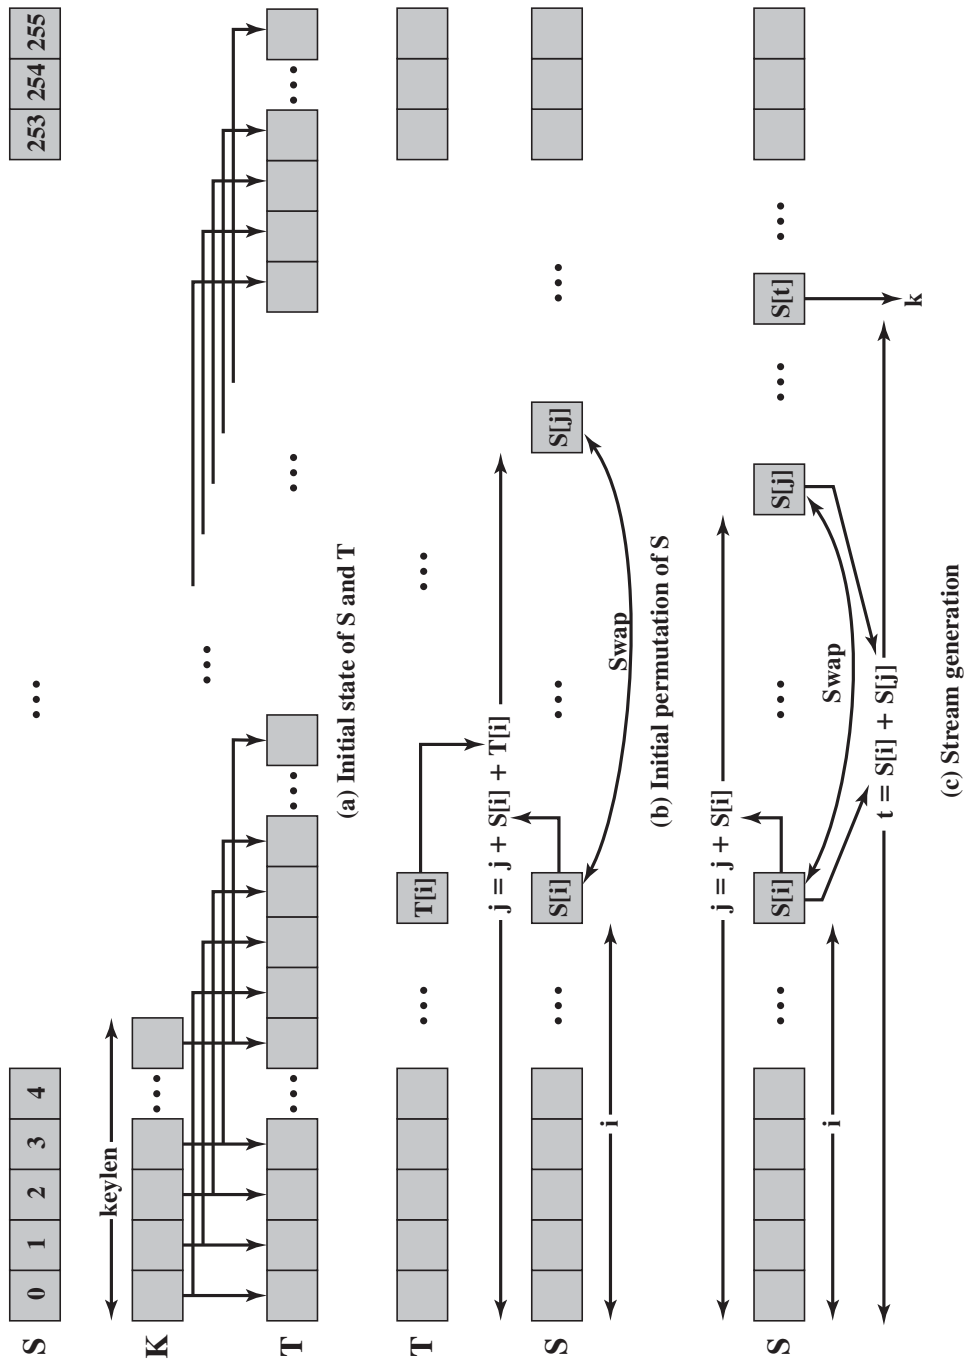 S 0 1 2 3 4 ••• 253 254 255
keylen
K ••• •••
T ••• ••• ••• •••
(a) Initial state of S and T
T ••• T[i] •••
j = j + S[i] + T[i]
S ••• S[i] ••• S[j] •••
Swap
i
(b) Initial permutation of S
j = j + S[i]
S ••• S[i] ••• S[j] ••• S[t] •••
Swap
i
t = S[i] + S[j]
k
(c) Stream generation